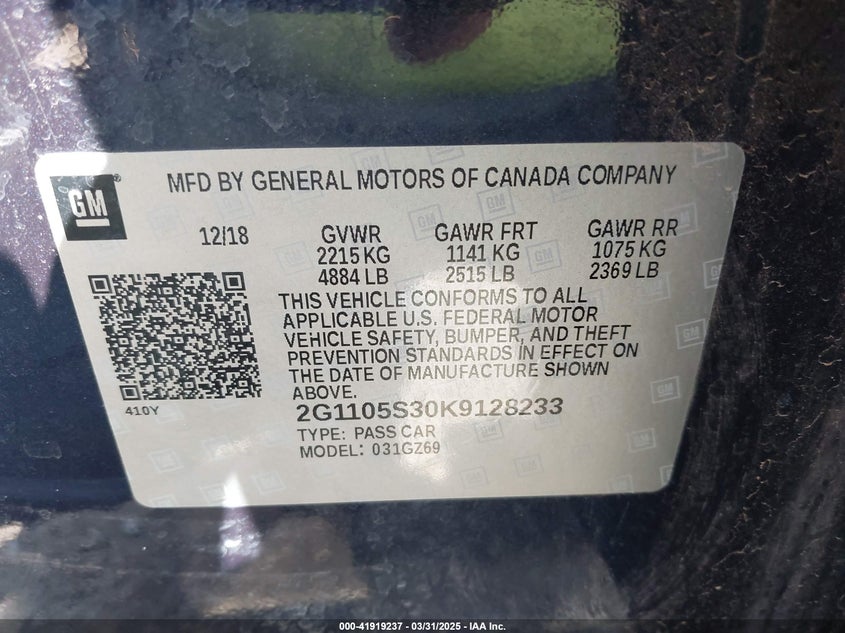 MFD BY GENERAL MOTORS OF CANADA COMPANY
GM
12/18 GVWR GAWR FRT GAWR RR
2215 KG 1141 KG 1075 KG
4884 LB 2515 LB 2369 LB
THIS VEHICLE CONFORMS TO ALL
APPLICABLE U.S. FEDERAL MOTOR
VEHICLE SAFETY, BUMPER, AND THEFT
PREVENTION STANDARDS IN EFFECT ON
THE DATE OF MANUFACTURE SHOWN
ABOVE.
410Y
2G1105S30K9128233
TYPE: PASS CAR
MODEL: 031GZ69
000-41919237 - 03/31/2025 - IAA Inc.